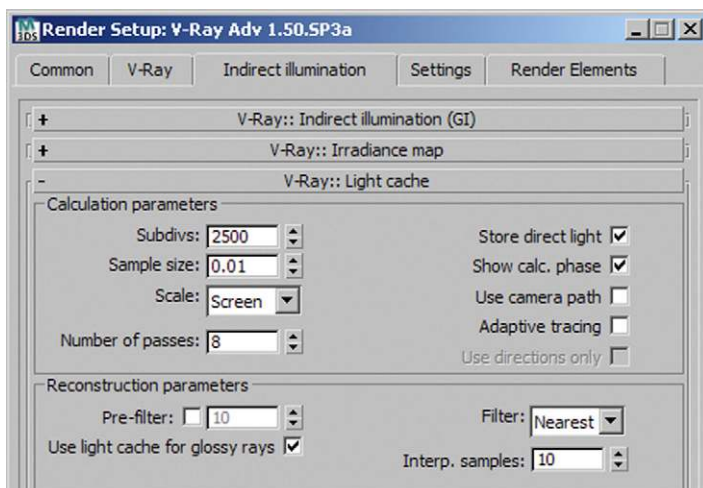 M
3DS
Render Setup: V-Ray Adv 1.50.SP3a
Common V-Ray Indirect illumination Settings Render Elements
+ V-Ray:: Indirect illumination (GI)
+ V-Ray:: Irradiance map
- V-Ray:: Light cache
Calculation parameters
Subdivs: 2500 Store direct light
Sample size: 0.01 Show calc. phase
Scale: Screen Use camera path
Adaptive tracing
Number of passes: 8
Use directions only
Reconstruction parameters
Pre-filter: 10 Filter: Nearest
Use light cache for glossy rays
Interp. samples: 10